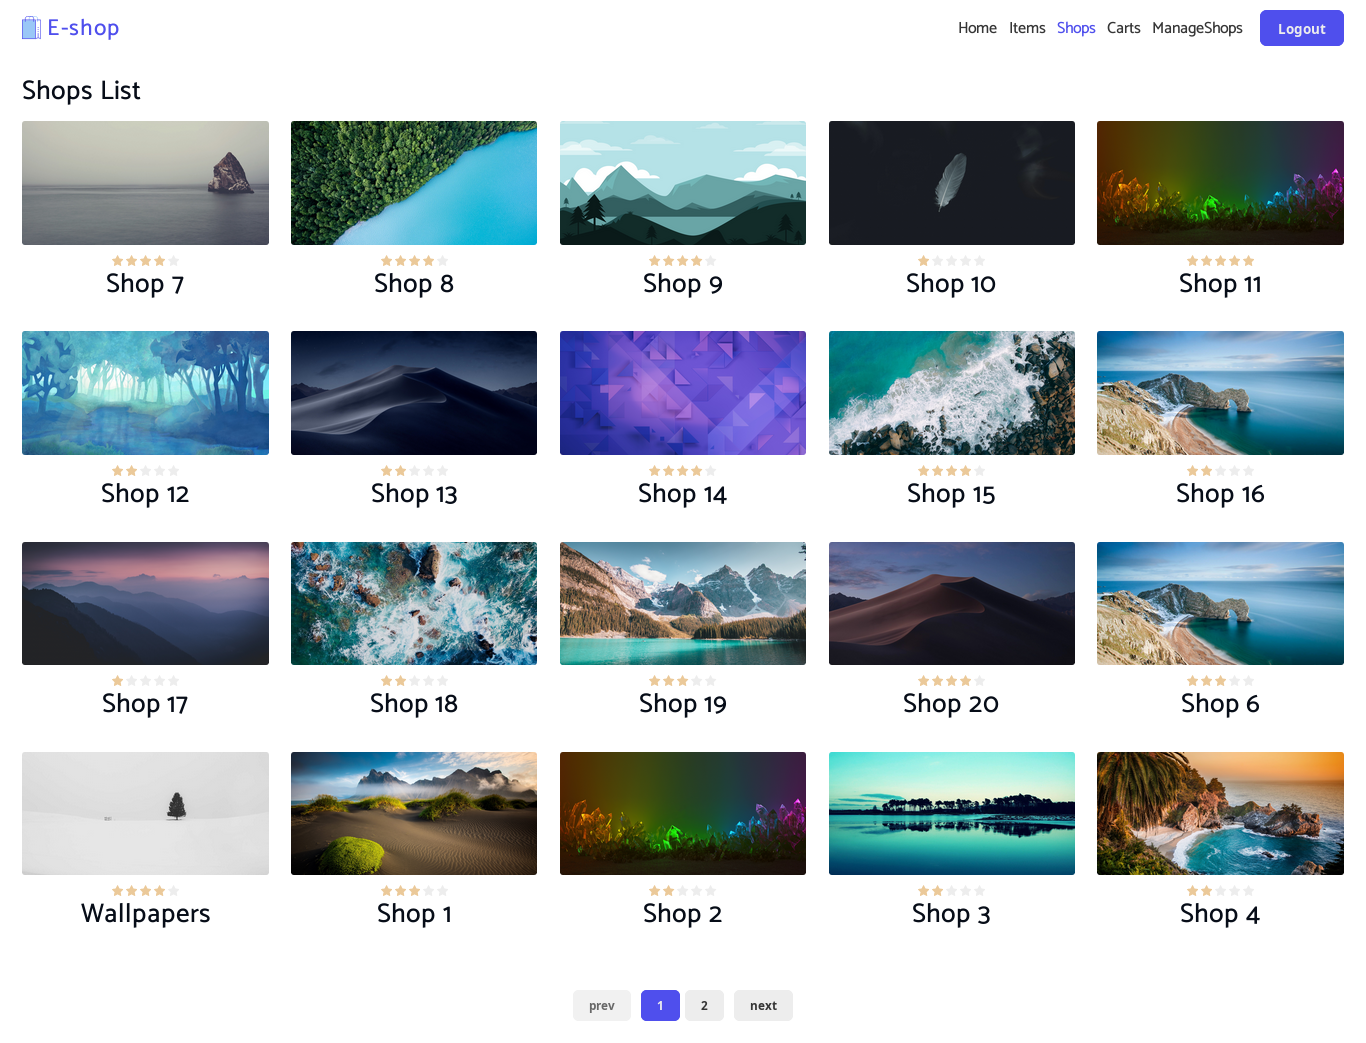 E-shop
Home Items Shops Carts ManageShops Logout
Shops List
Shop 7 Shop 8 Shop 9 Shop 10 Shop 11
Shop 12 Shop 13 Shop 14 Shop 15 Shop 16
Shop 17 Shop 18 Shop 19 Shop 20 Shop 6
Wallpapers Shop 1 Shop 2 Shop 3 Shop 4
prev 1 2 next